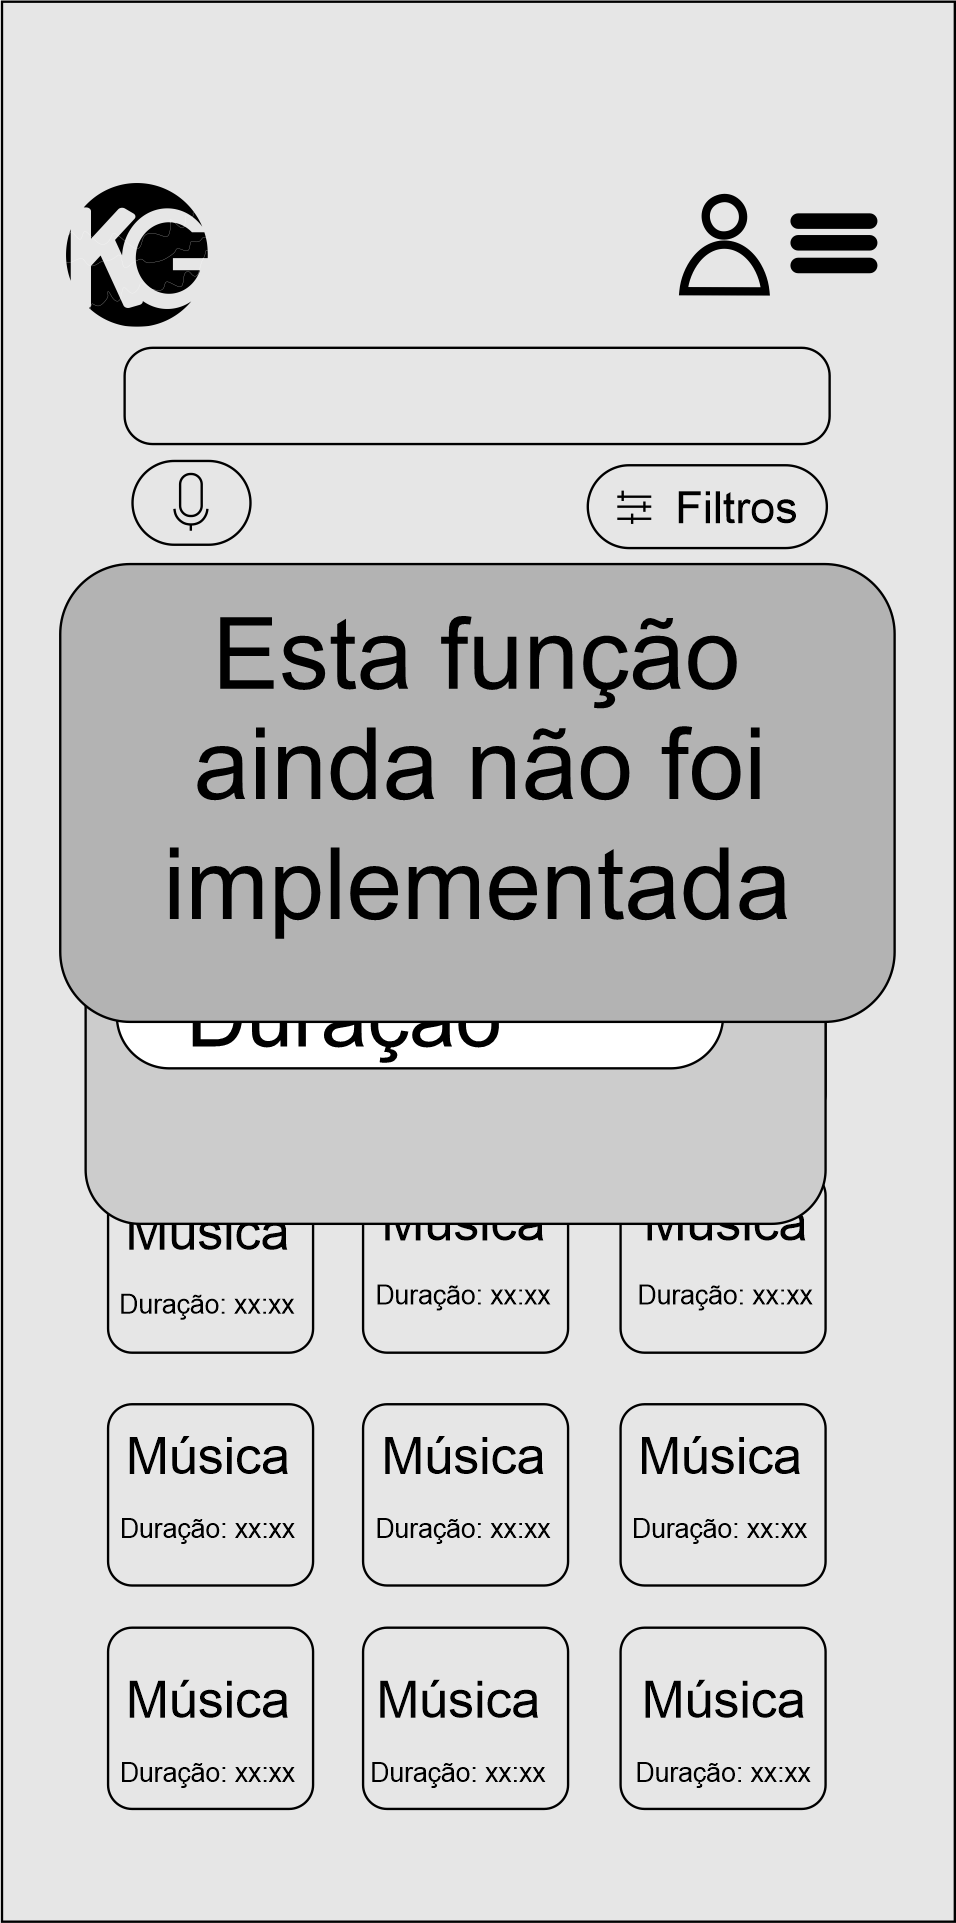 KG
Filtros
Esta função
ainda não foi
implementada
Duração
Música Música Música
Duração: xx:xx Duração: xx:xx Duração: xx:xx
Música Música Música
Duração: xx:xx Duração: xx:xx Duração: xx:xx
Música Música Música
Duração: xx:xx Duração: xx:xx Duração: xx:xx